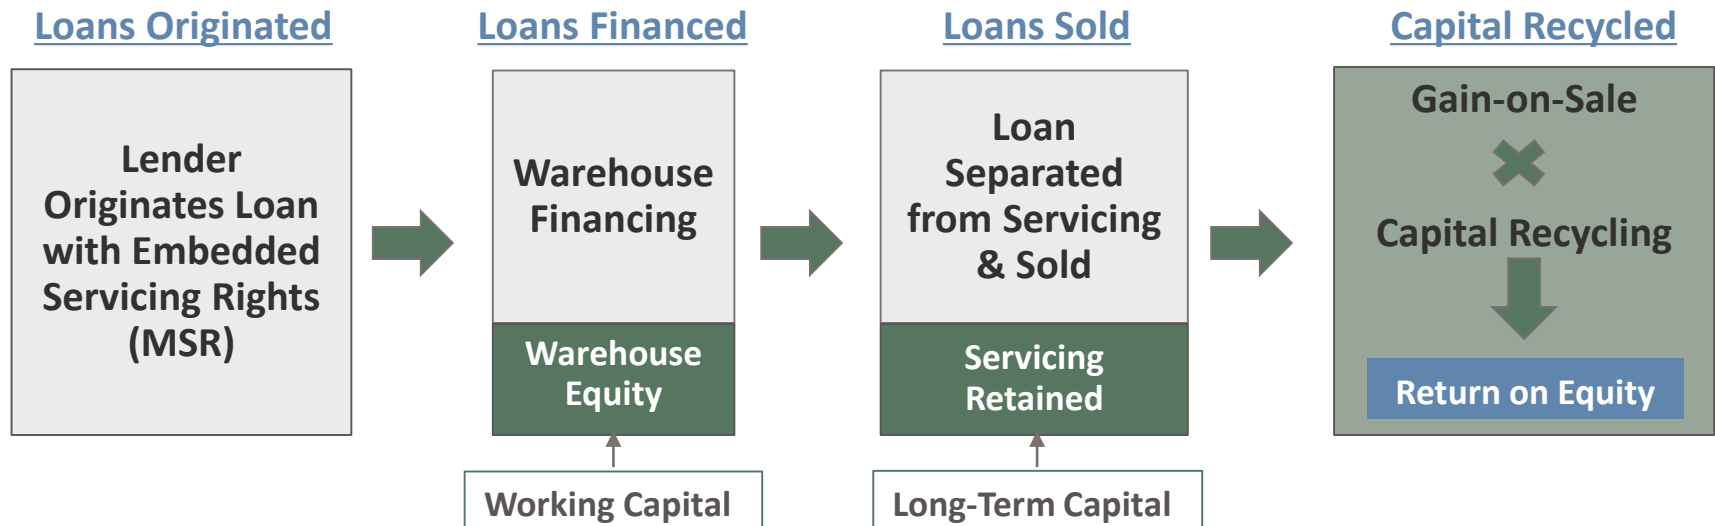 Loans Originated
Loans Financed
Loans Sold
Capital Recycled
Lender
Originates Loan
with Embedded
Servicing Rights
(MSR)
Warehouse
Financing
Warehouse
Equity
Working Capital
Loan
Separated
from Servicing
& Sold
Servicing
Retained
Long-Term Capital
Gain-on-Sale
Capital Recycling
Return on Equity